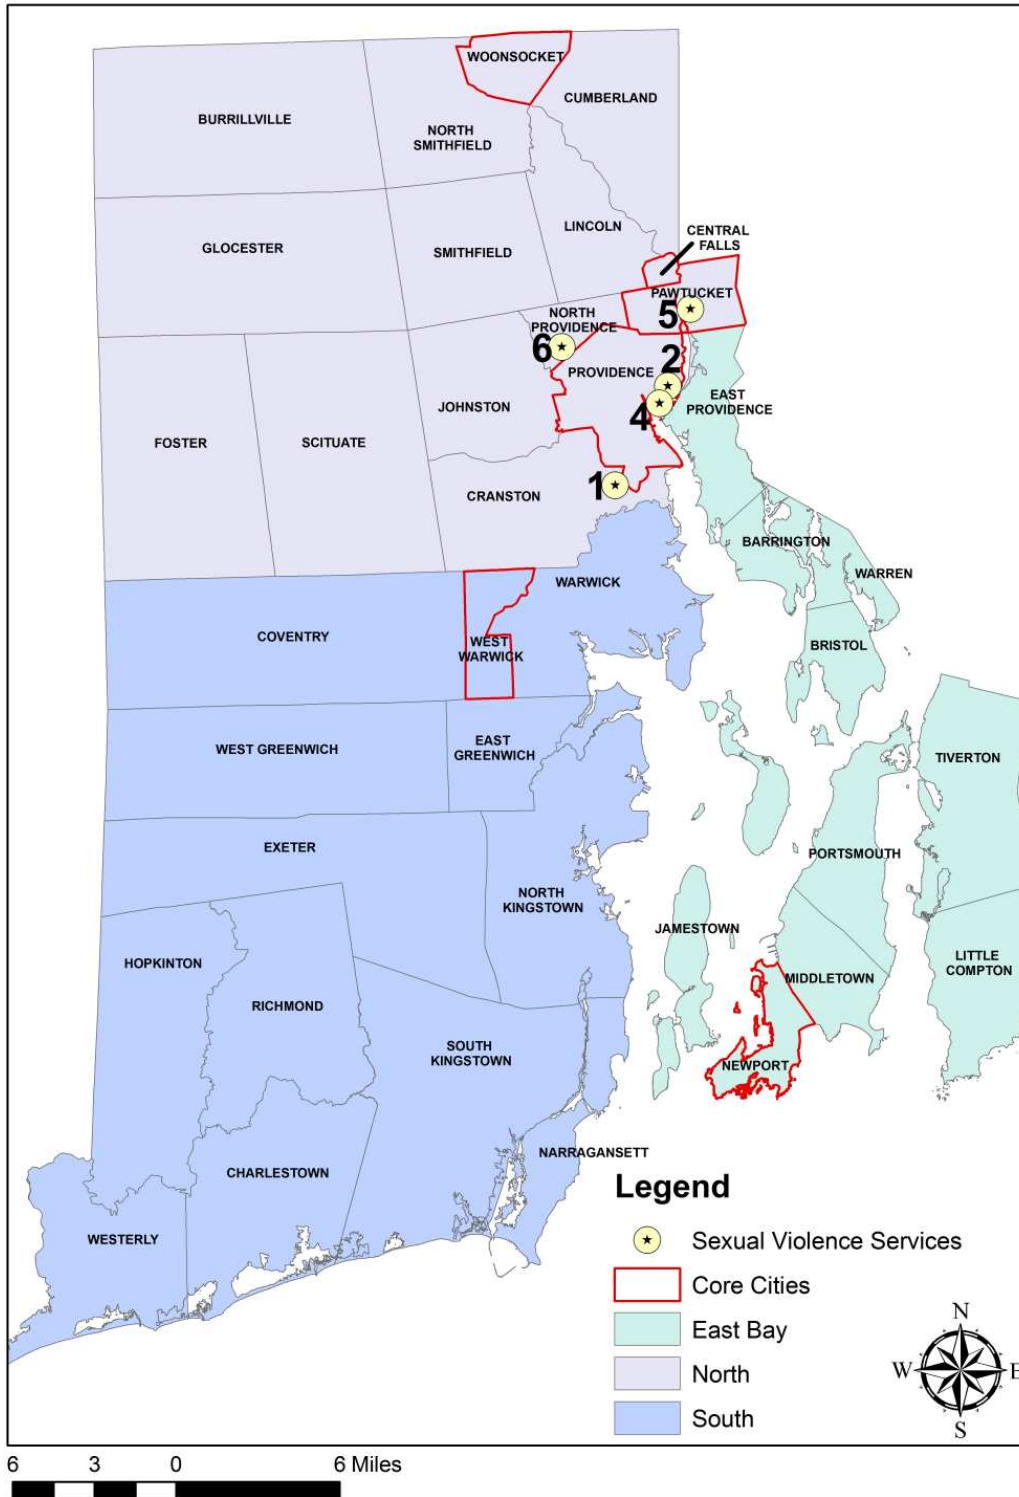 WOONSOCKET
CUMBERLAND
BURRILLVILLE
NORTH
SMITHFIELD
LINCOLN
CENTRAL
FALLS
GLOCESTER
SMITHFIELD
PAWTUCKET
5
NORTH
PROVIDENCE
6
2
PROVIDENCE
EAST
PROVIDENCE
4
JOHNSTON
FOSTER
SCITUATE
1
CRANSTON
BARRINGTON
WARREN
WARWICK
COVENTRY
WEST
WARWICK
BRISTOL
WEST GREENWICH
EAST
GREENWICH
TIVERTON
EXETER
PORTSMOUTH
NORTH
KINGSTOWN
JAMESTOWN
HOPKINTON
LITTLE
COMPTON
MIDDLETOWN
RICHMOND
SOUTH
KINGSTOWN
NEWPORT
NARRAGANSETT
CHARLESTOWN
WESTERLY
Legend
Sexual Violence Services
Core Cities
East Bay
North
South
N
W
E
S
6 3 0 6 Miles